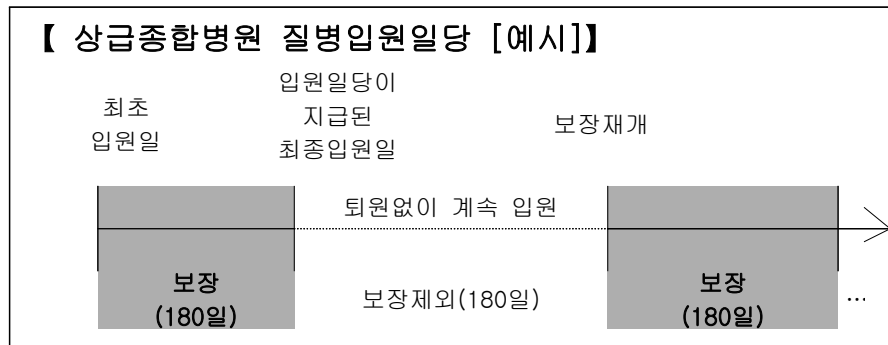 【 상급종합병원 질병입원일당 [예시]】
최초
입원일
입원일당이
지급된
최종입원일
보장재개
퇴원없이 계속 입원
보장
(180일)
보장제외(180일)
보장
(180일)
…